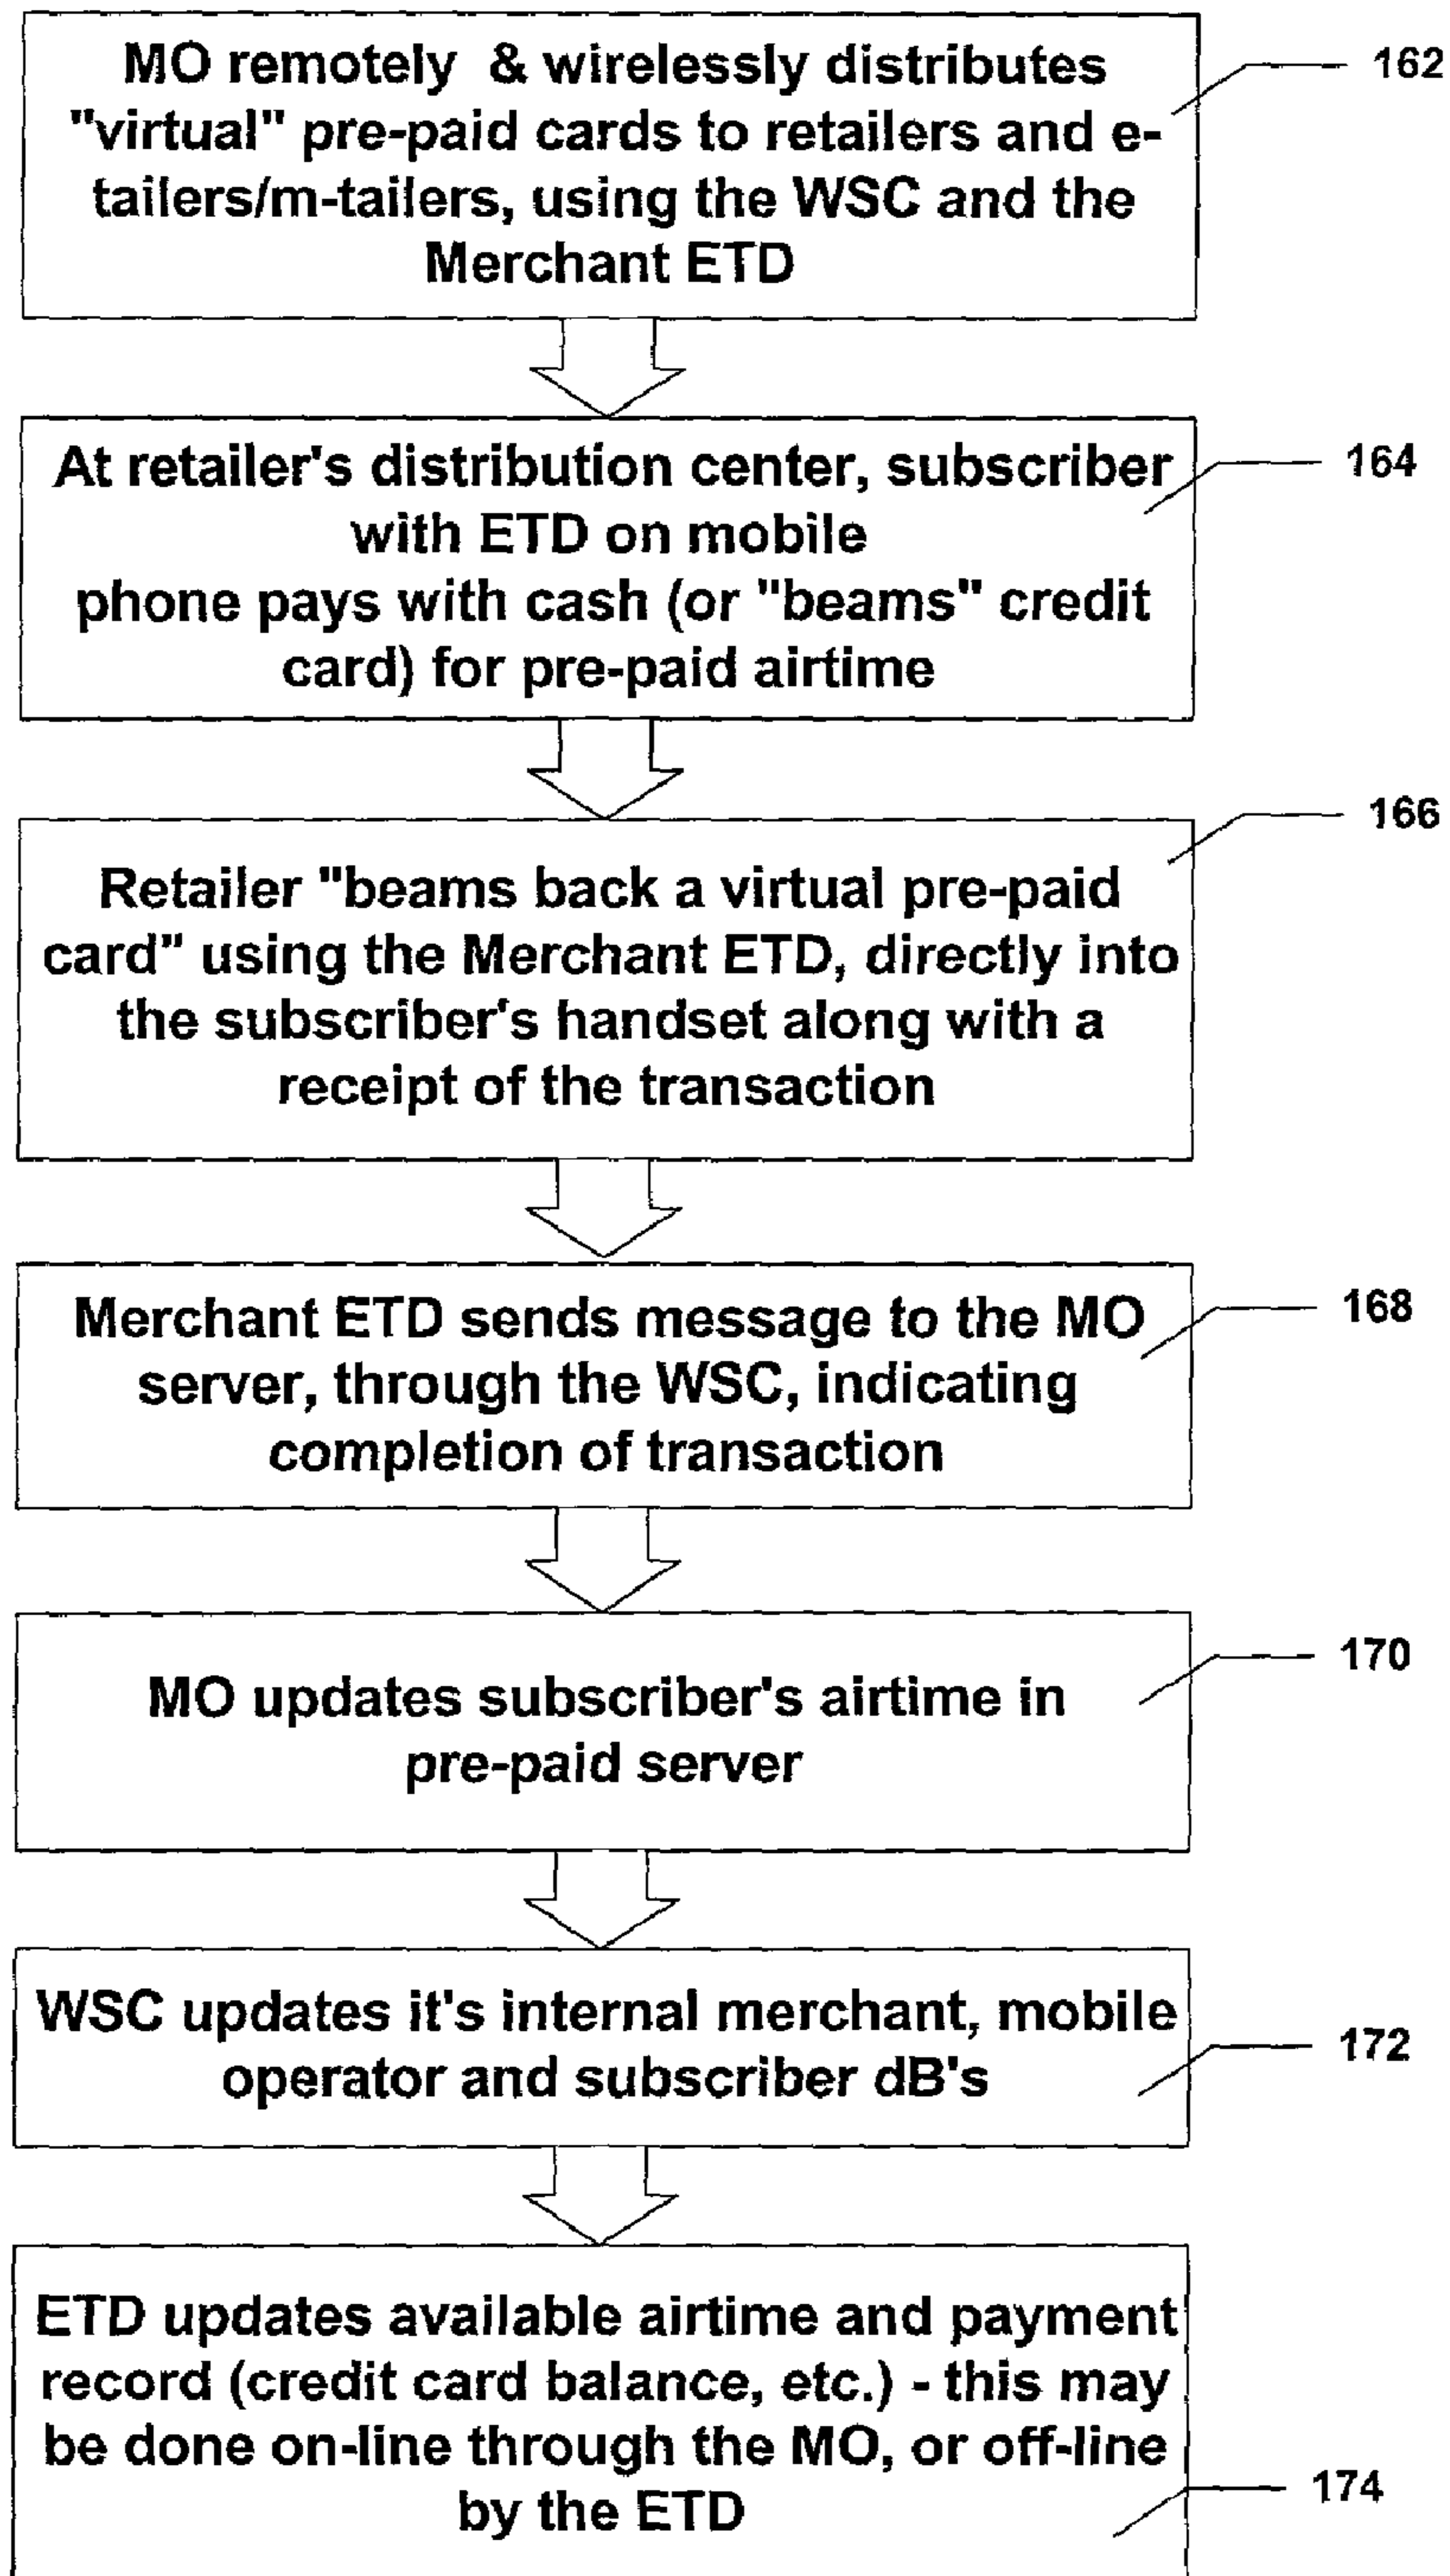 MO remotely & wirelessly distributes
"virtual" pre-paid cards to retailers and e-
tailers/m-tailers, using the WSC and the
Merchant ETD
162
At retailer's distribution center, subscriber
with ETD on mobile
phone pays with cash (or "beams" credit
card) for pre-paid airtime
164
Retailer "beams back a virtual pre-paid
card" using the Merchant ETD, directly into
the subscriber's handset along with a
receipt of the transaction
166
Merchant ETD sends message to the MO
server, through the WSC, indicating
completion of transaction
168
MO updates subscriber's airtime in
pre-paid server
170
WSC updates it's internal merchant, mobile
operator and subscriber dB's
172
ETD updates available airtime and payment
record (credit card balance, etc.) - this may
be done on-line through the MO, or off-line
by the ETD
174